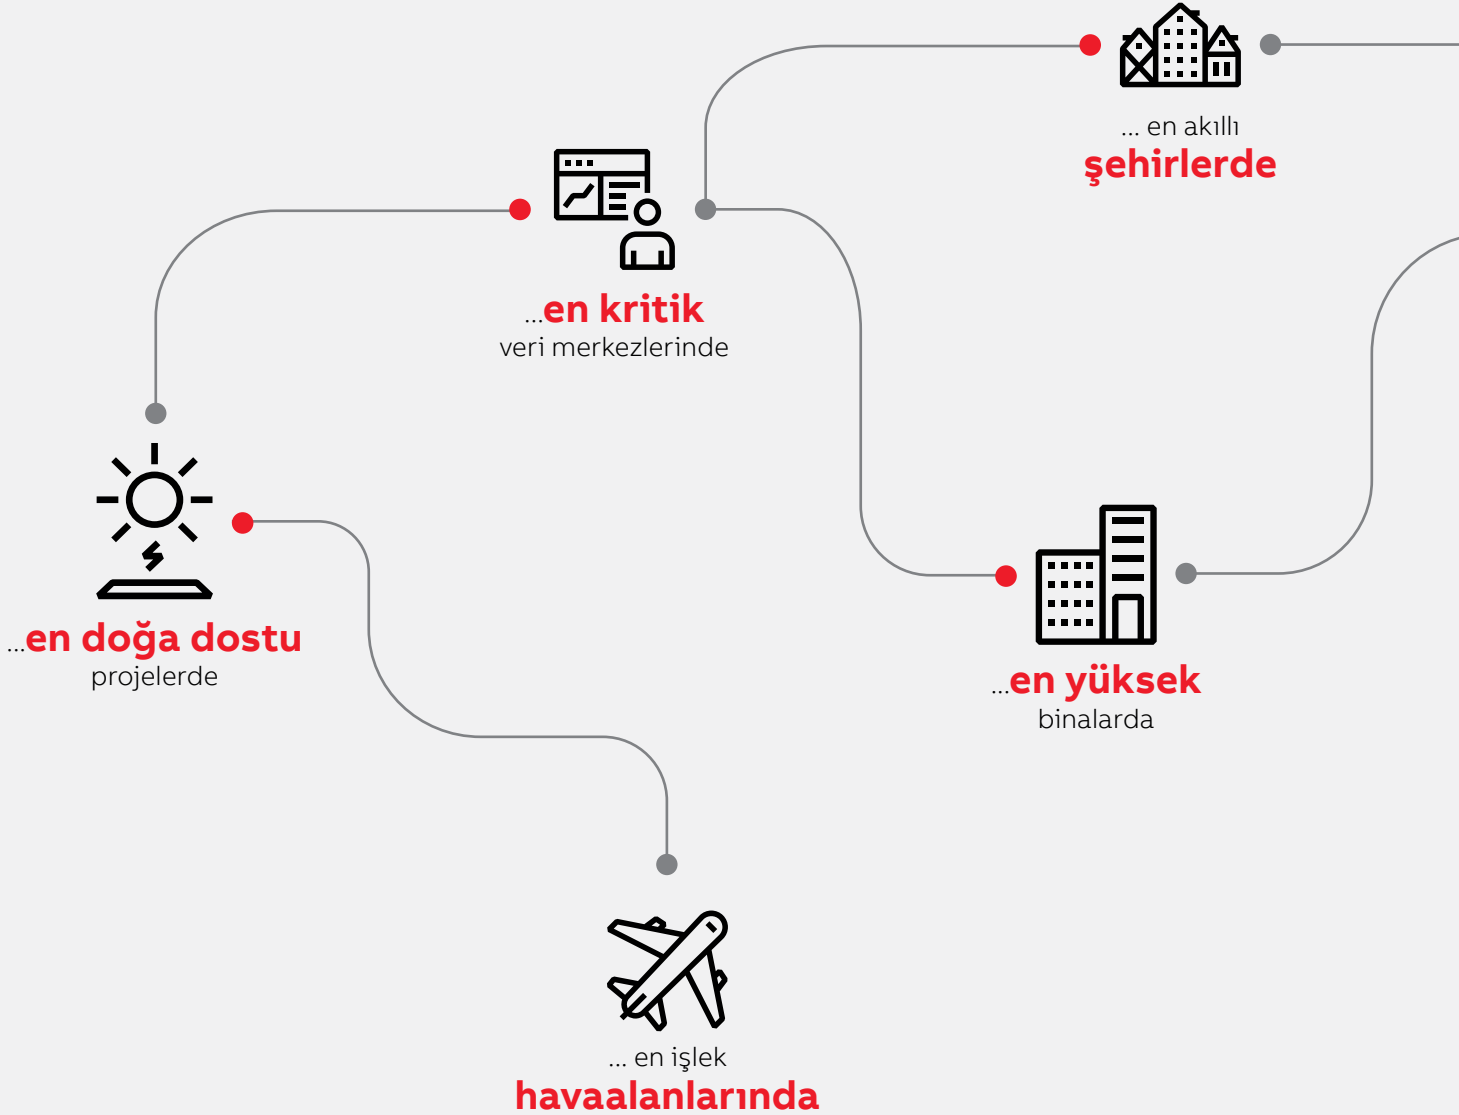 ... en akıllı
şehirlerde
...en kritik
veri merkezlerinde
...en doğa dostu
projelerde
...en yüksek
binalarda
... en işlek
havaalanlarında